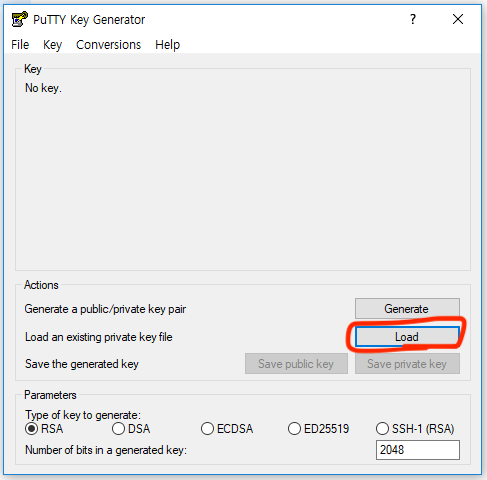 PuTTY Key Generator
? ×
File Key Conversions Help
Key
No key.
Actions
Generate a public/private key pair Generate
Load an existing private key file Load
Save the generated key Save public key Save private key
Parameters
Type of key to generate:
RSA DSA ECDSA ED25519 SSH-1 (RSA)
Number of bits in a generated key: 2048